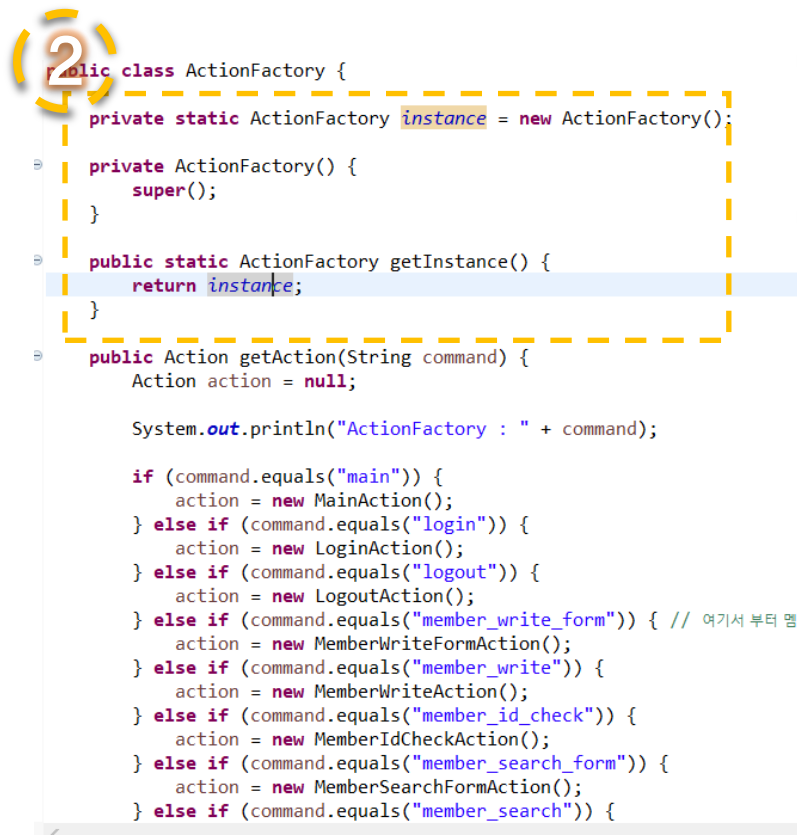 2
public class ActionFactory {
private static ActionFactory instance = new ActionFactory();
private ActionFactory() {
super();
}
public static ActionFactory getInstance() {
return instance;
}
public Action getAction(String command) {
Action action = null;
System.out.println("ActionFactory : " + command);
if (command.equals("main")) {
action = new MainAction();
} else if (command.equals("login")) {
action = new LoginAction();
} else if (command.equals("logout")) {
action = new LogoutAction();
} else if (command.equals("member_write_form")) { // 여기서 부터 멤
action = new MemberWriteFormAction();
} else if (command.equals("member_write")) {
action = new MemberWriteAction();
} else if (command.equals("member_id_check")) {
action = new MemberIdCheckAction();
} else if (command.equals("member_search_form")) {
action = new MemberSearchFormAction();
} else if (command.equals("member_search")) {